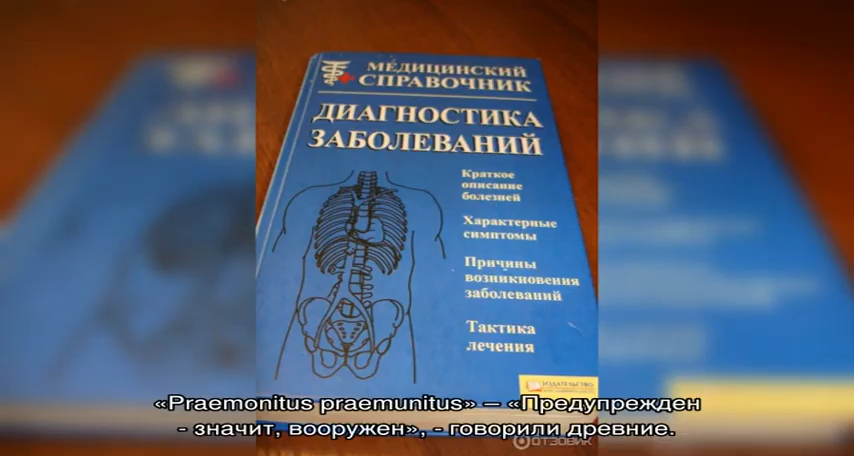 МЕДИЦИНСКИЙ
СПРАВОЧНИК
ДИАГНОСТИКА
ЗАБОЛЕВАНИЙ
Краткое
описание
болезней
Характерные
симптомы
Причины
возникновения
заболеваний
Тактика
лечения
ИЗДАТЕЛЬСТВО
«Praemonitus praemunitus» – «Предупрежден
- значит, вооружен», - говорили древние.
ОТЗОВИК